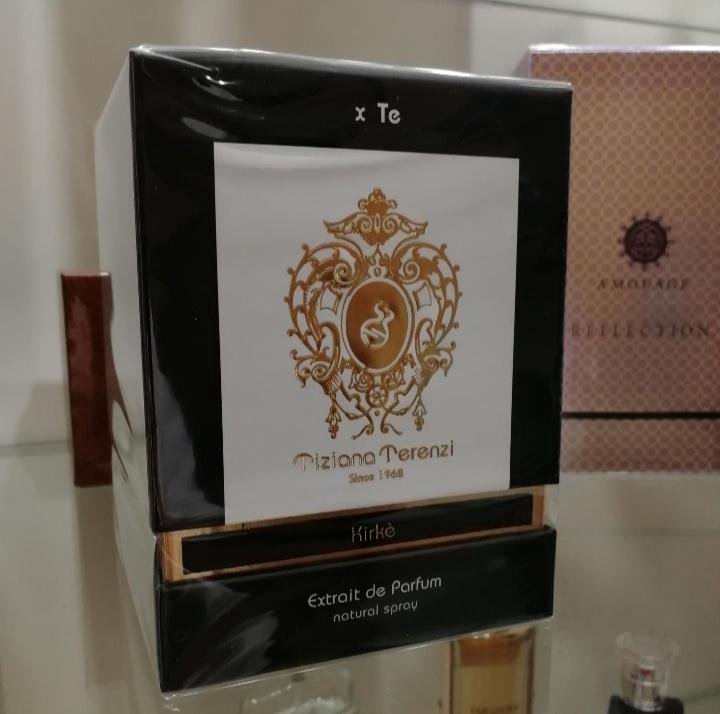 x Te
Tiziana Terenzi
Since 1968
Kirkè
Extrait de Parfum
natural spray
AMOUAGE
REFLECTION